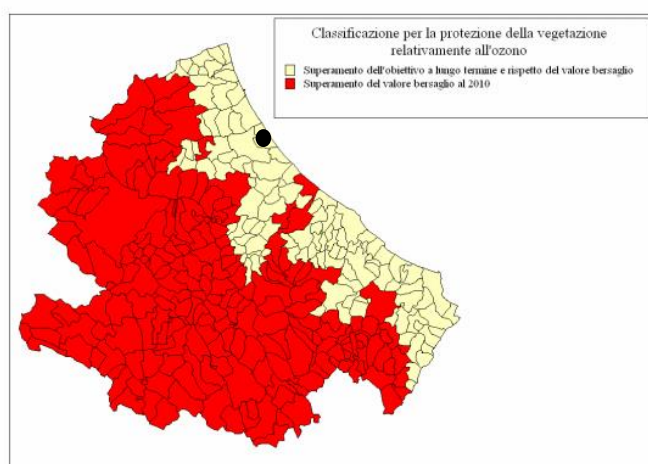 Classificazione per la protezione della vegetazione
relativamente all'ozono
Superamento dell'obiettivo a lungo termine e rispetto del valore bersaglio
Superamento del valore bersaglio al 2010